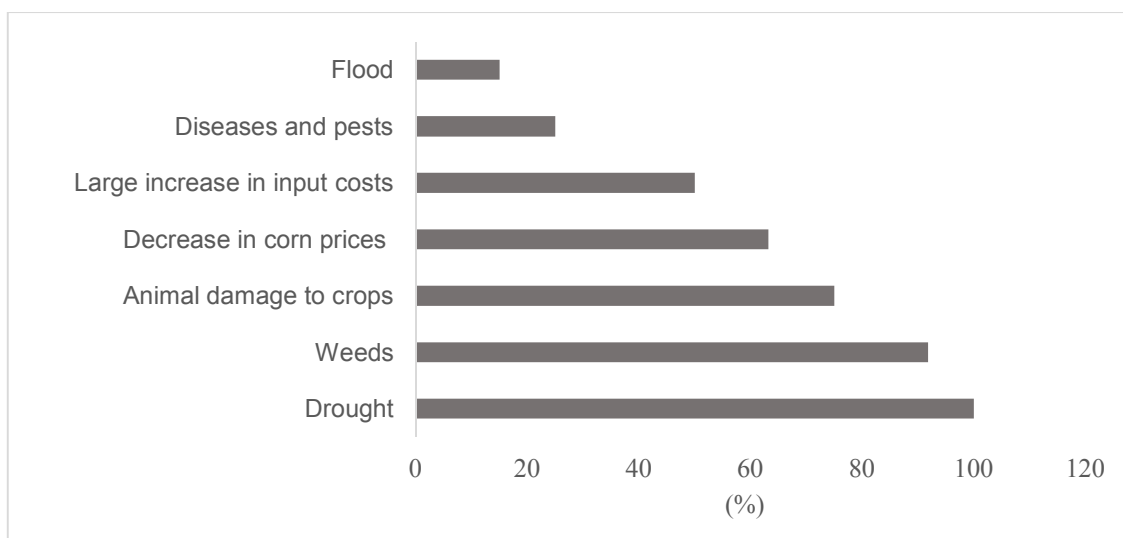 Flood
Diseases and pests
Large increase in input costs
Decrease in corn prices
Animal damage to crops
Weeds
Drought
0 20 40 60 80 100 120
(%)